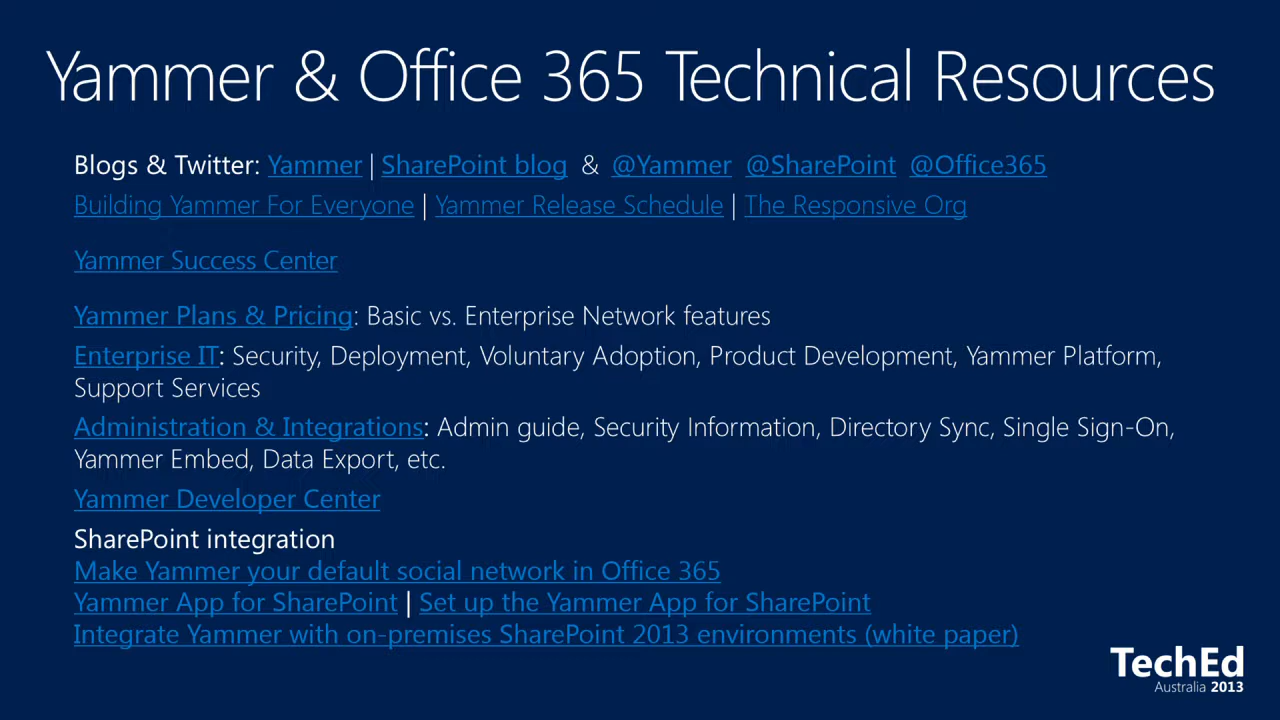 Yammer & Office 365 Technical Resources
Blogs & Twitter: Yammer | SharePoint blog & @Yammer @SharePoint @Office365
Building Yammer For Everyone | Yammer Release Schedule | The Responsive Org
Yammer Success Center
Yammer Plans & Pricing: Basic vs. Enterprise Network features
Enterprise IT: Security, Deployment, Voluntary Adoption, Product Development, Yammer Platform,
Support Services
Administration & Integrations: Admin guide, Security Information, Directory Sync, Single Sign-On,
Yammer Embed, Data Export, etc.
Yammer Developer Center
SharePoint integration
Make Yammer your default social network in Office 365
Yammer App for SharePoint | Set up the Yammer App for SharePoint
Integrate Yammer with on-premises SharePoint 2013 environments (white paper)
TechEd
Australia 2013